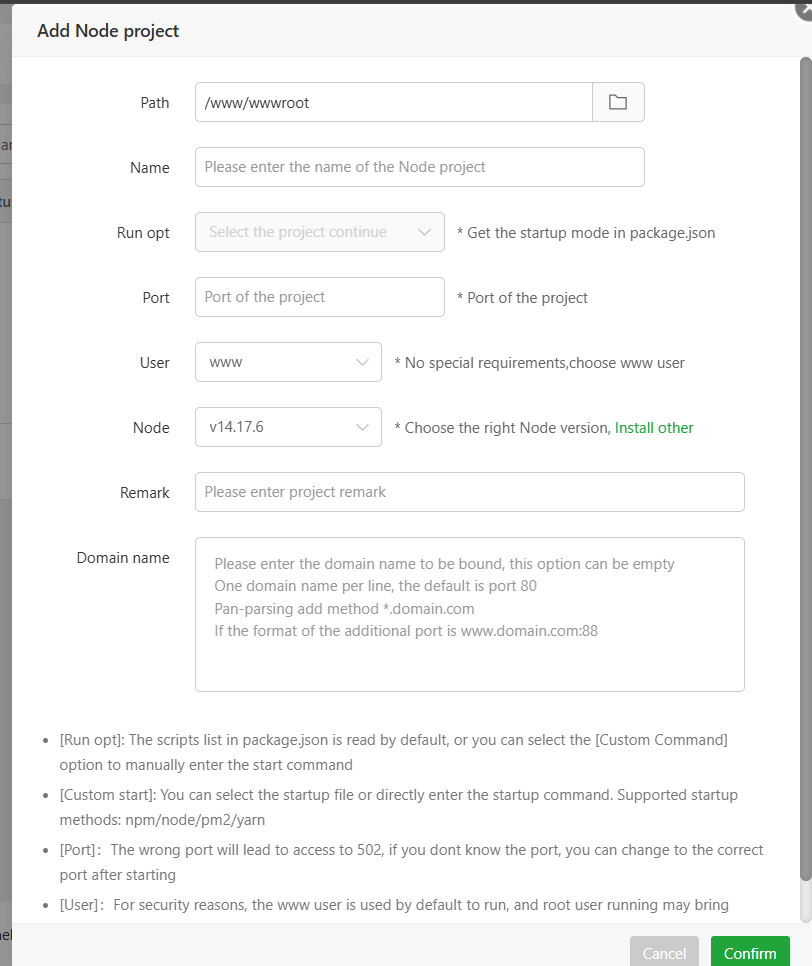 Add Node project
Path /www/wwwroot
Name Please enter the name of the Node project
Run opt Select the project continue * Get the startup mode in package.json
Port Port of the project * Port of the project
User www * No special requirements,choose www user
Node v14.17.6 * Choose the right Node version, Install other
Remark Please enter project remark
Domain name Please enter the domain name to be bound, this option can be empty
One domain name per line, the default is port 80
Pan-parsing add method *.domain.com
If the format of the additional port is www.domain.com:88
• [Run opt]: The scripts list in package.json is read by default, or you can select the [Custom Command]
option to manually enter the start command
• [Custom start]: You can select the startup file or directly enter the startup command. Supported startup
methods: npm/node/pm2/yarn
• [Port]：The wrong port will lead to access to 502, if you dont know the port, you can change to the correct
port after starting
• [User]：For security reasons, the www user is used by default to run, and root user running may bring
Cancel Confirm